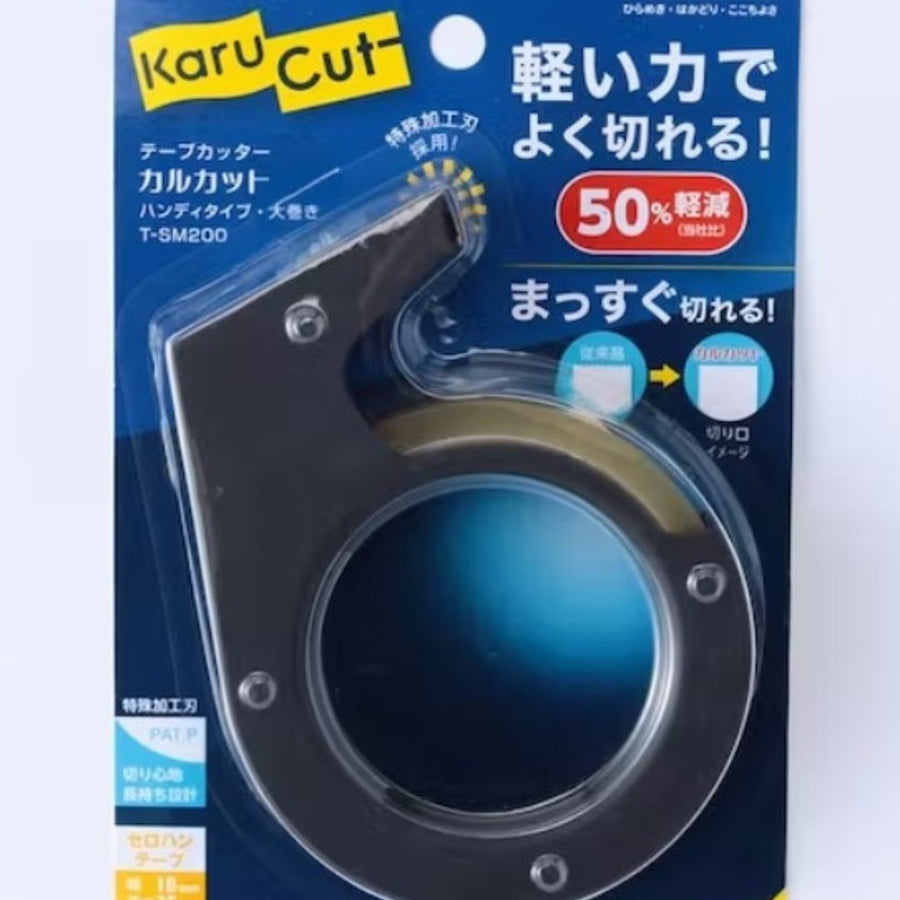 ひらめき・はかどり・ここちよさ
Karu Cut
軽い力で
よく切れる!
特殊加工刃
採用!
テープカッター
カルカット
ハンディタイプ・大巻き
T-SM200
50%軽減
(当社比)
まっすぐ切れる!
従来品
カルカット
切り口
イメージ
特殊加工刃
PAT.P
切り心地
長持ち設計
セロハン
テープ
幅